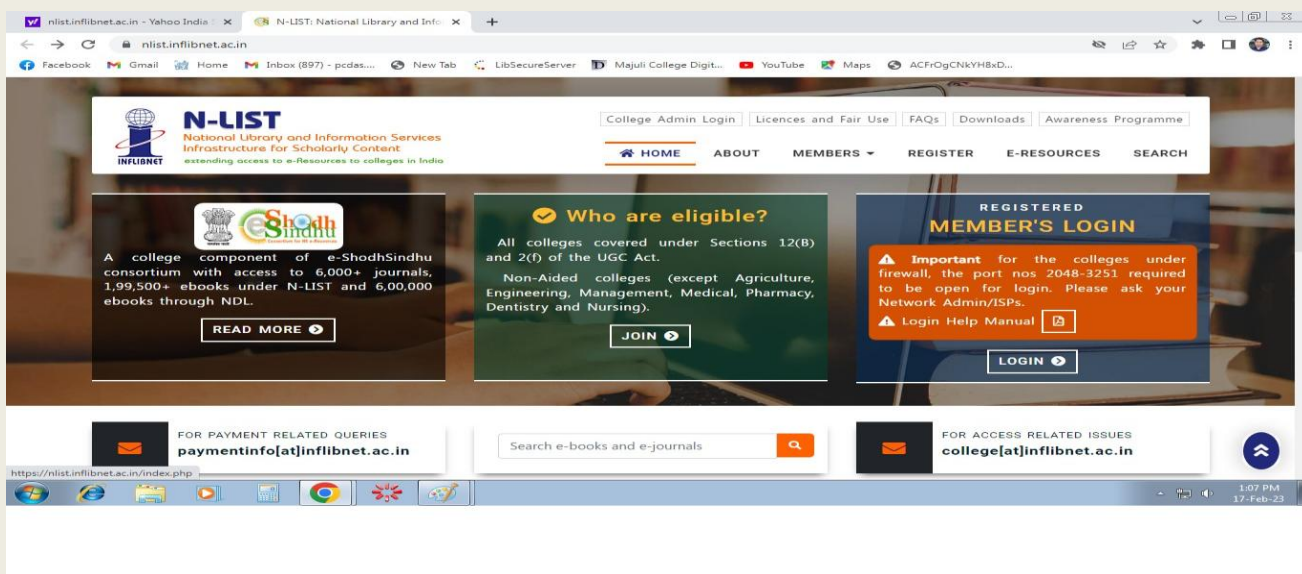 nlist.inflibnet.ac.in - Yahoo India
N-LIST: National Library and Info
nlist.inflibnet.ac.in
Facebook
Gmail
Home
Inbox (897) - pcdas....
New Tab
LibSecureServer
Majuli College Digit...
YouTube
Maps
ACFrOgCNkYH8xD...
INFLIBNET
N-LIST
National Library and Information Services
Infrastructure for Scholarly Content
extending access to e-Resources to colleges in India
College Admin Login
Licences and Fair Use
FAQs
Downloads
Awareness Programme
HOME
ABOUT
MEMBERS
REGISTER
E-RESOURCES
SEARCH
e Shodh
Sindhu
A college component of e-ShodhSindhu
consortium with access to 6,000+ journals,
1,99,500+ ebooks under N-LIST and 6,00,000
ebooks through NDL.
READ MORE
Who are eligible?
All colleges covered under Sections 12(B)
and 2(f) of the UGC Act.
Non-Aided colleges (except Agriculture,
Engineering, Management, Medical, Pharmacy,
Dentistry and Nursing).
JOIN
REGISTERED
MEMBER'S LOGIN
Important for the colleges under
firewall, the port nos 2048-3251 required
to be open for login. Please ask your
Network Admin/ISPs.
Login Help Manual
LOGIN
FOR PAYMENT RELATED QUERIES
paymentinfo[at]inflibnet.ac.in
Search e-books and e-journals
FOR ACCESS RELATED ISSUES
college[at]inflibnet.ac.in
https://nlist.inflibnet.ac.in/index.php
1:07 PM
17-Feb-23